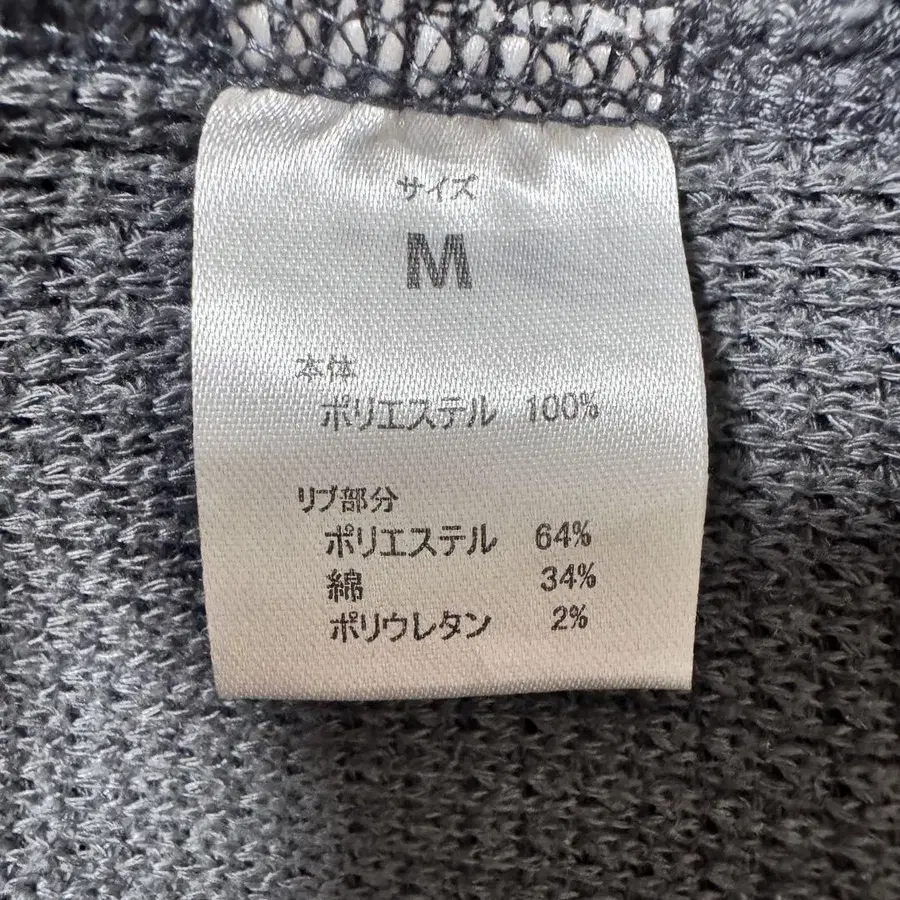 サイズ
M
本体
ポリエステル 100%
リブ部分
ポリエステル 64%
綿 34%
ポリウレタン 2%